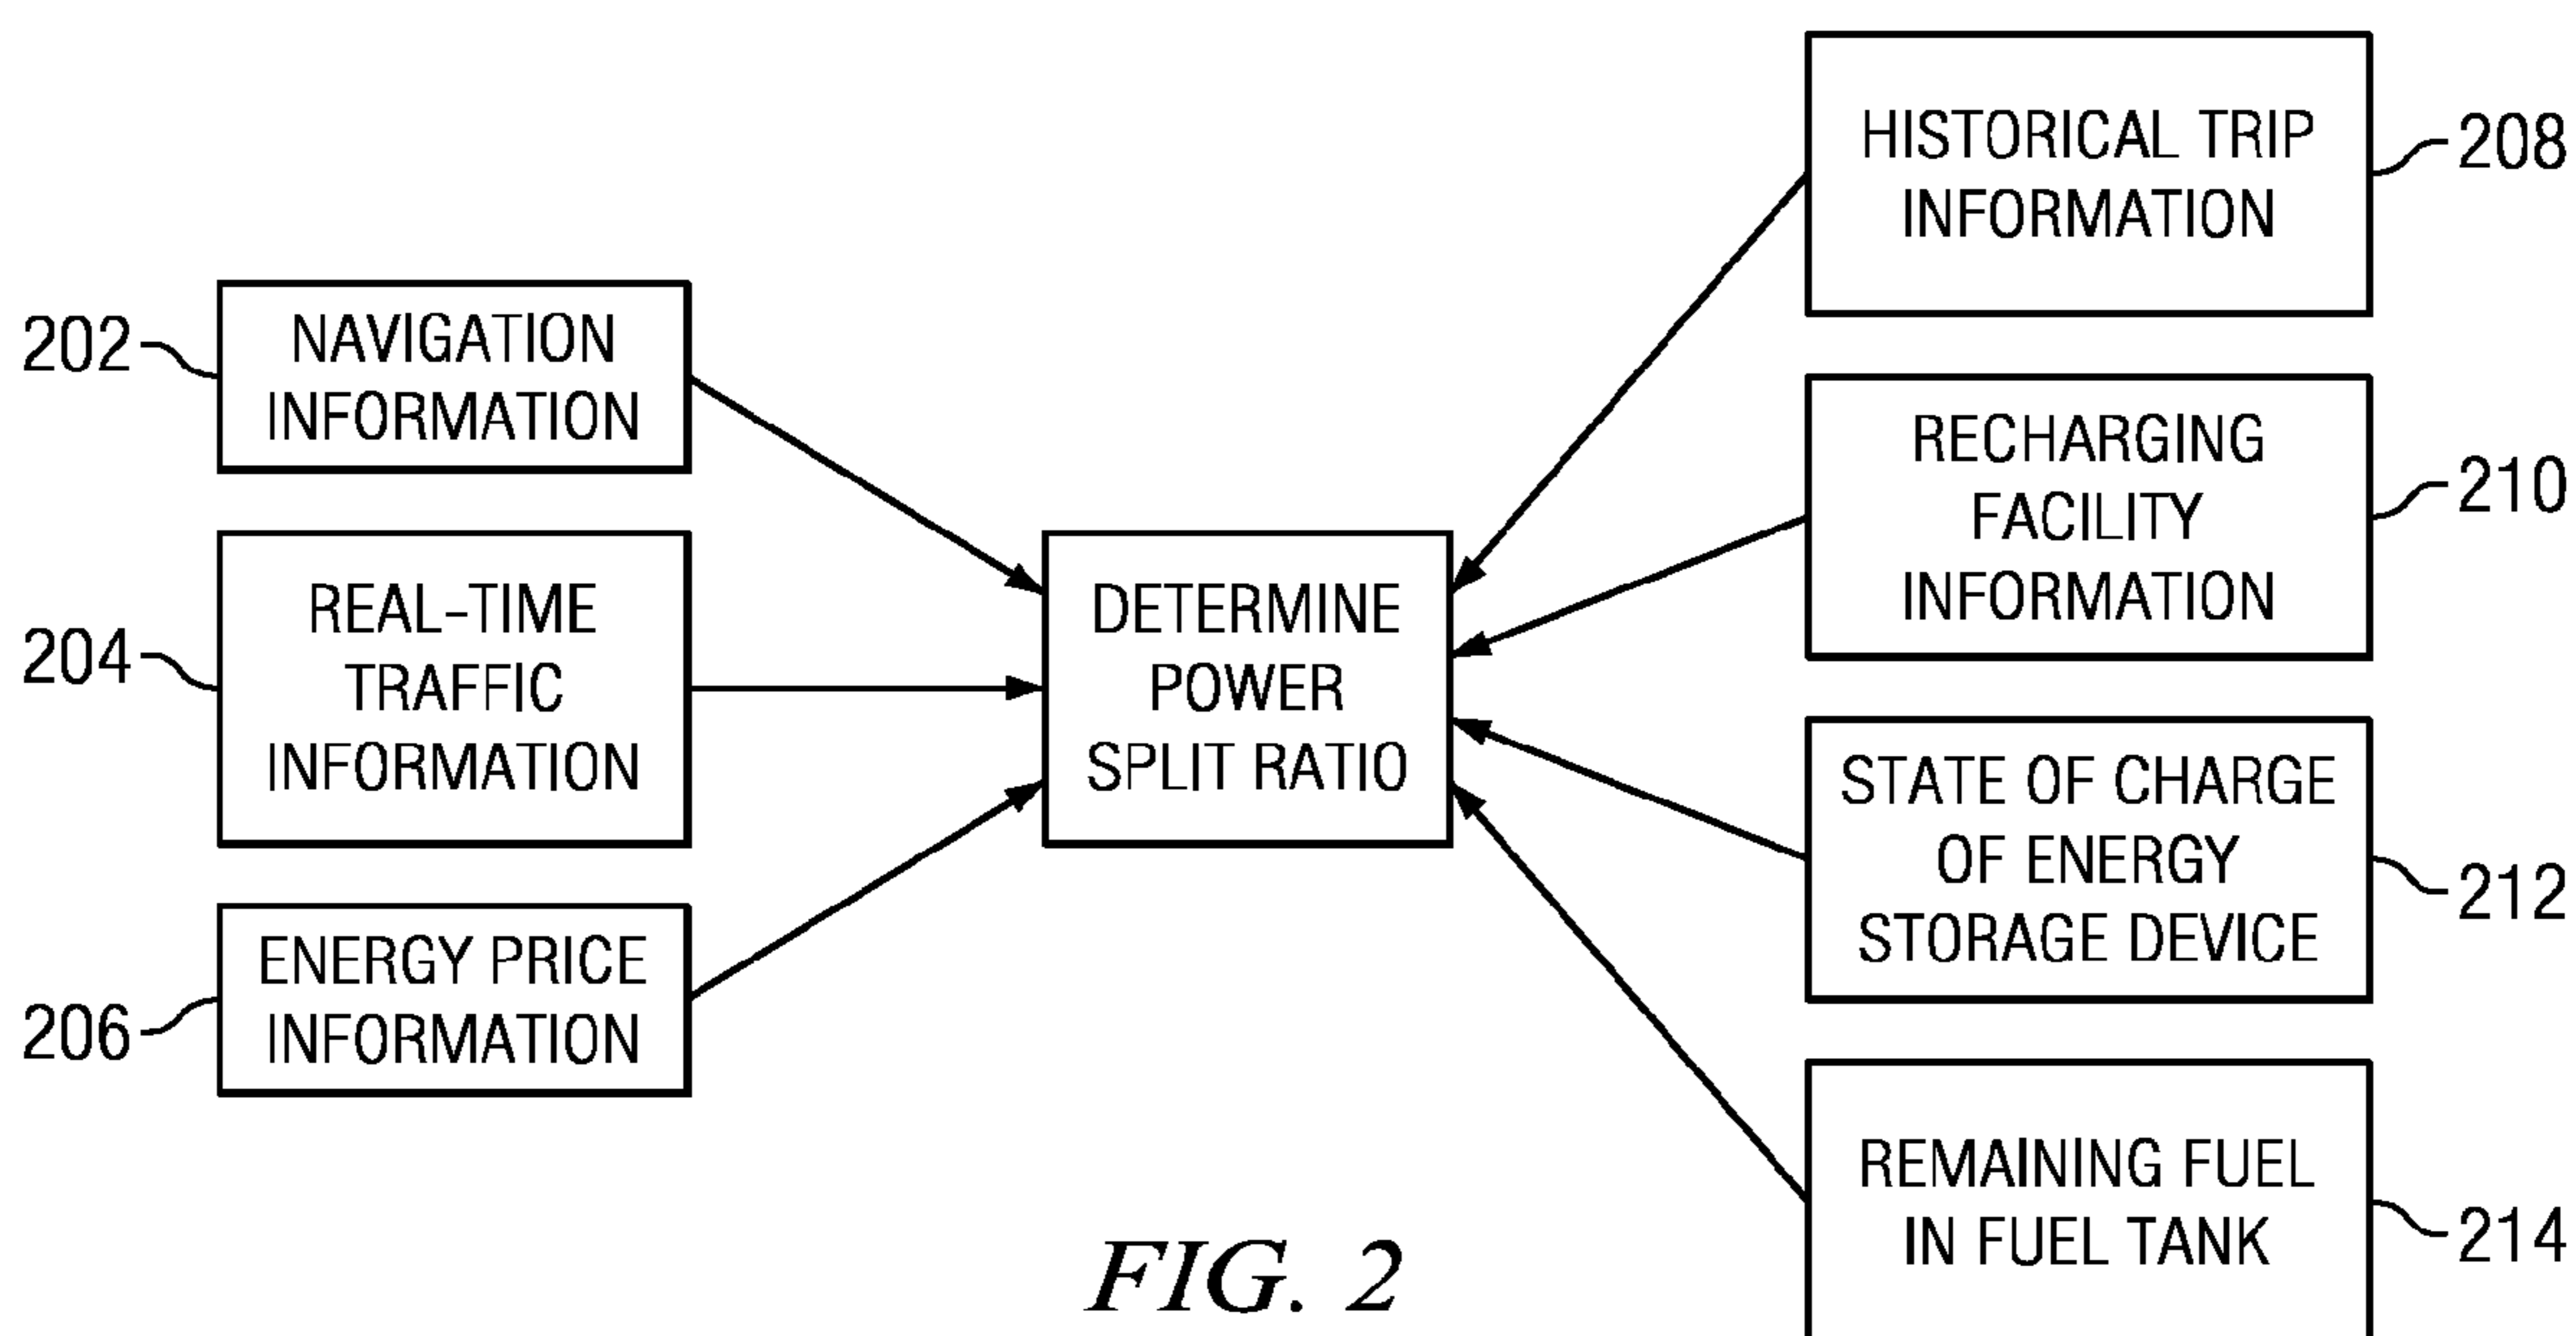 202
NAVIGATION
INFORMATION
204
REAL-TIME
TRAFFIC
INFORMATION
206
ENERGY PRICE
INFORMATION
DETERMINE
POWER
SPLIT RATIO
HISTORICAL TRIP
INFORMATION
208
RECHARGING
FACILITY
INFORMATION
210
STATE OF CHARGE
OF ENERGY
STORAGE DEVICE
212
REMAINING FUEL
IN FUEL TANK
214
FIG. 2